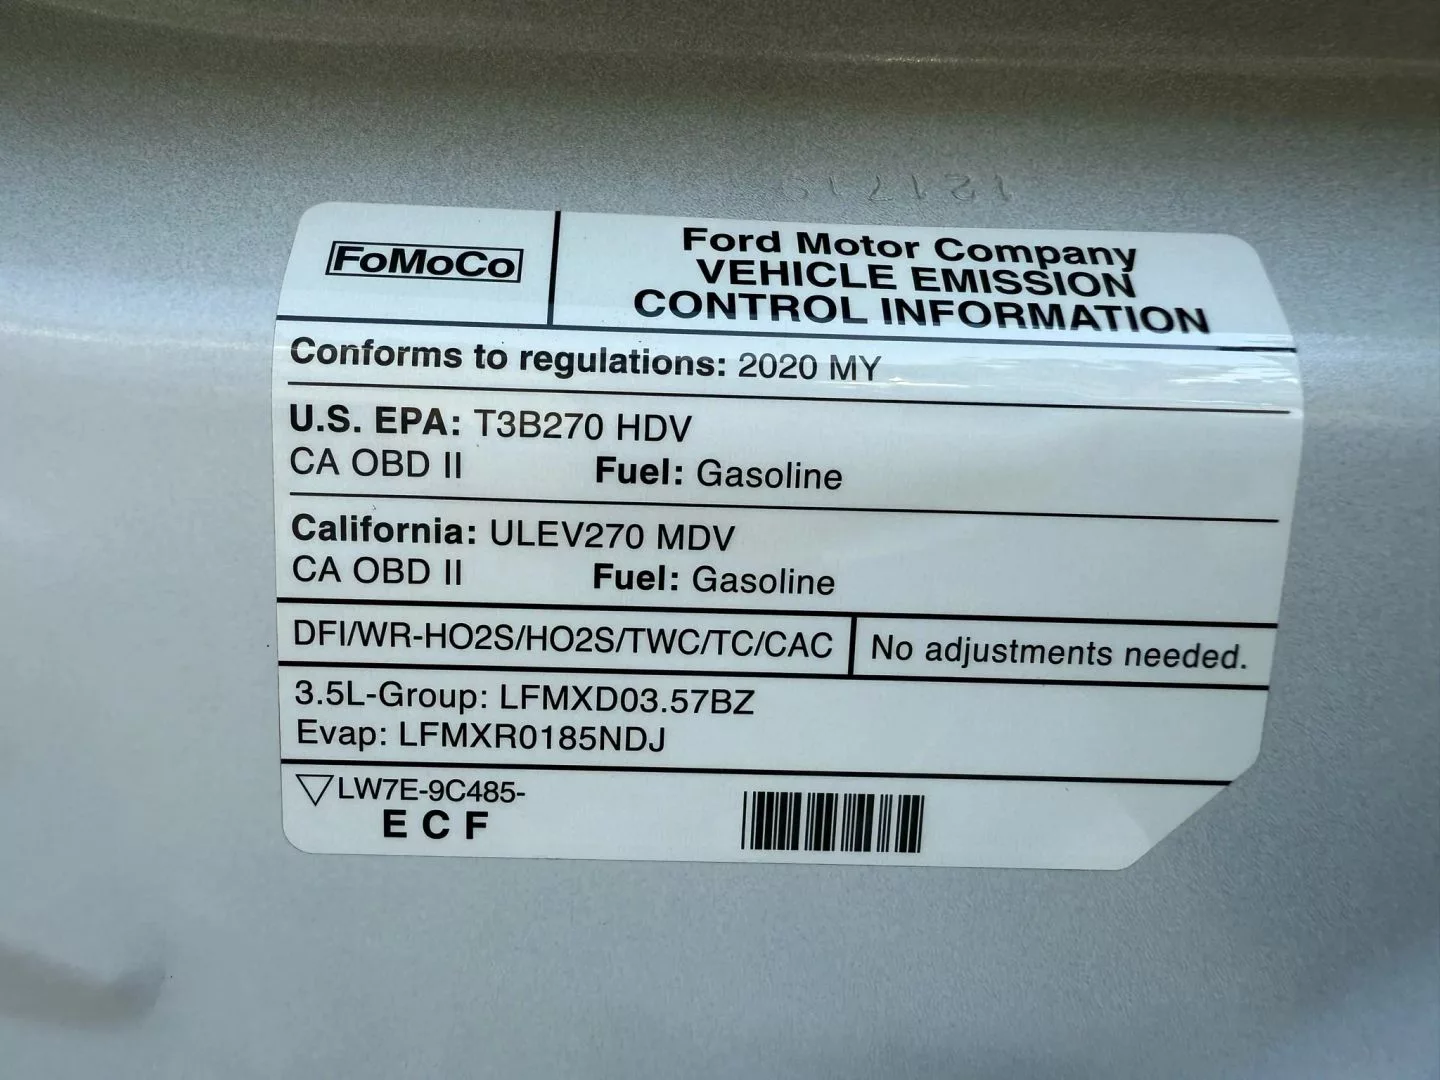 FoMoCo
Ford Motor Company
VEHICLE EMISSION
CONTROL INFORMATION
Conforms to regulations: 2020 MY
U.S. EPA: T3B270 HDV
CA OBD II Fuel: Gasoline
California: ULEV270 MDV
CA OBD II Fuel: Gasoline
DFI/WR-HO2S/HO2S/TWC/TC/CAC
No adjustments needed.
3.5L-Group: LFMXD03.57BZ
Evap: LFMXR0185NDJ
LW7E-9C485-
E C F